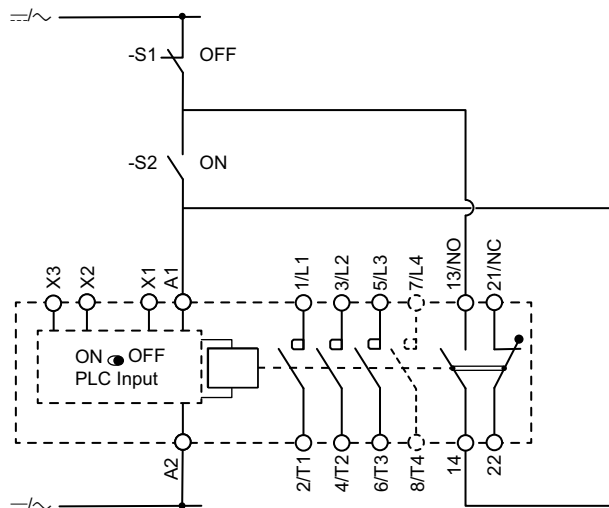 -S1 OFF
-S2 ON
X3
X2
X1
A1
1/L1
3/L2
5/L3
7/L4
13/NO
21/NC
ON OFF
PLC Input
A2
2/T1
4/T2
6/T3
8/T4
14
22